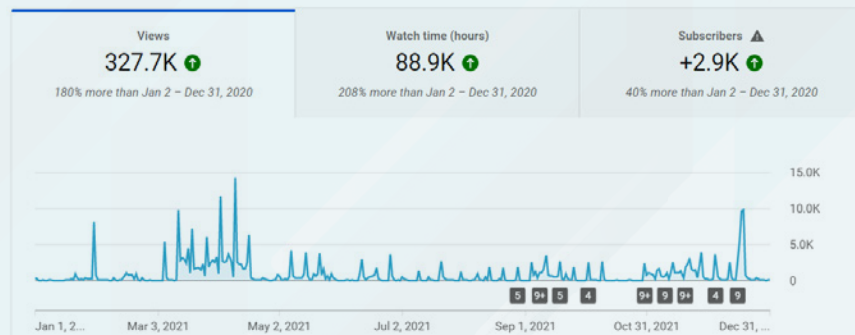 Views
327.7K
180% more than Jan 2 – Dec 31, 2020
Watch time (hours)
88.9K
208% more than Jan 2 – Dec 31, 2020
Subscribers
+2.9K
40% more than Jan 2 – Dec 31, 2020
15.0K
10.0K
5.0K
0
5 9+ 5 4 9+ 9 9+ 4 9
Jan 1, 2... Mar 3, 2021 May 2, 2021 Jul 2, 2021 Sep 1, 2021 Oct 31, 2021 Dec 31, ...